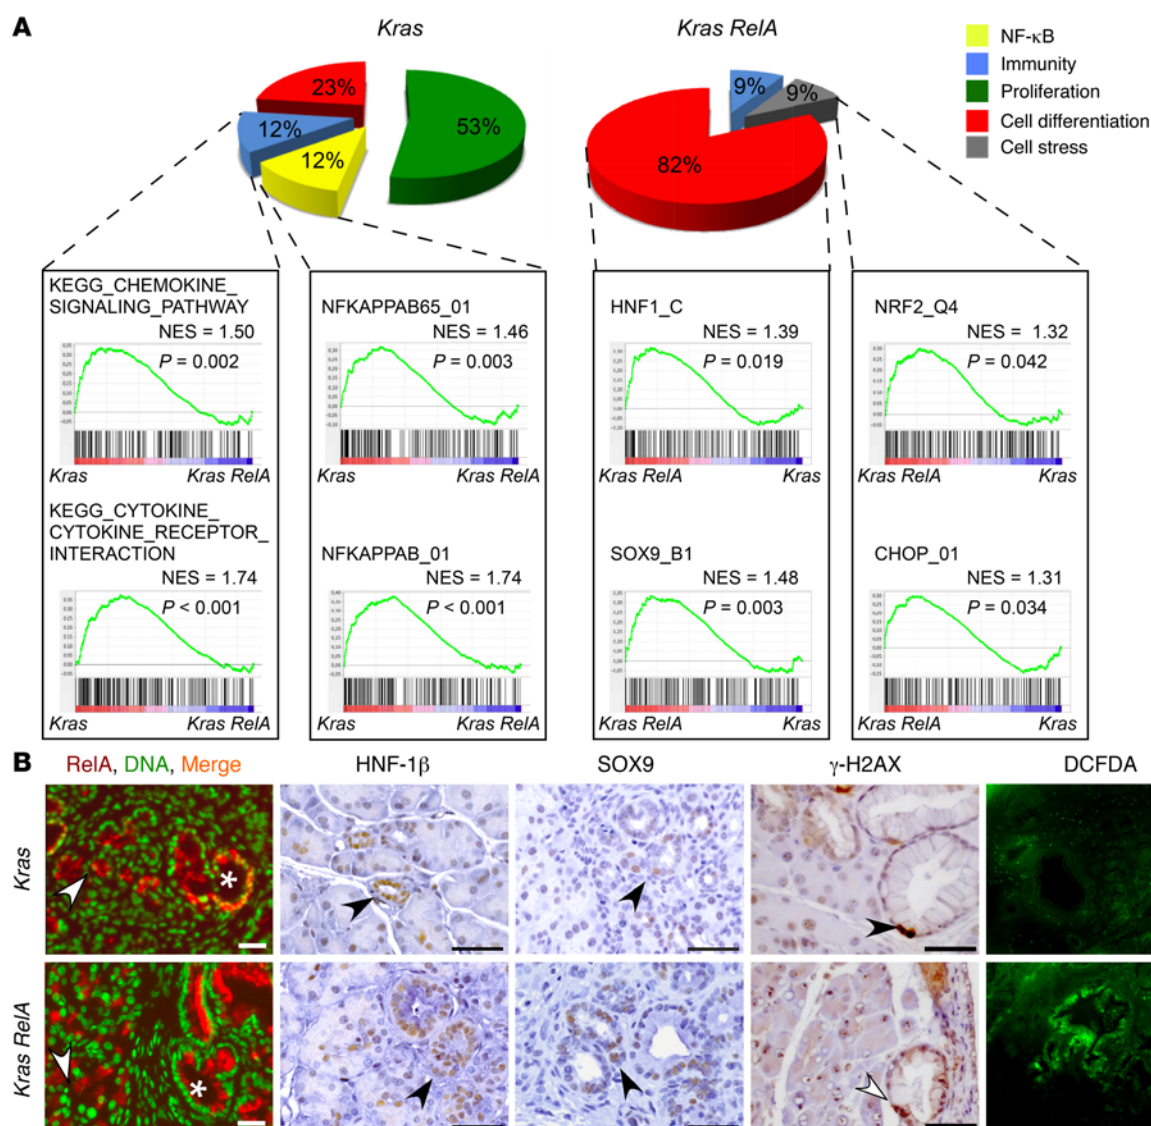 A
Kras
Kras RelA
NF-κB
Immunity
Proliferation
Cell differentiation
Cell stress
23%
53%
12%
12%
9%
9%
82%
KEGG_CHEMOKINE_
SIGNALING_PATHWAY
NES = 1.50
P = 0.002
Kras
Kras RelA
KEGG_CYTOKINE_
CYTOKINE_RECEPTOR_
INTERACTION
NES = 1.74
P < 0.001
Kras
Kras RelA
NFKAPPAB65_01
NES = 1.46
P = 0.003
Kras
Kras RelA
NFKAPPAB_01
NES = 1.74
P < 0.001
Kras
Kras RelA
HNF1_C
NES = 1.39
P = 0.019
Kras RelA
Kras
SOX9_B1
NES = 1.48
P = 0.003
Kras RelA
Kras
NRF2_Q4
NES = 1.32
P = 0.042
Kras RelA
Kras
CHOP_01
NES = 1.31
P = 0.034
Kras RelA
Kras
B
RelA, DNA, Merge
HNF-1β
SOX9
γ-H2AX
DCFDA
Kras
*
Kras RelA
*